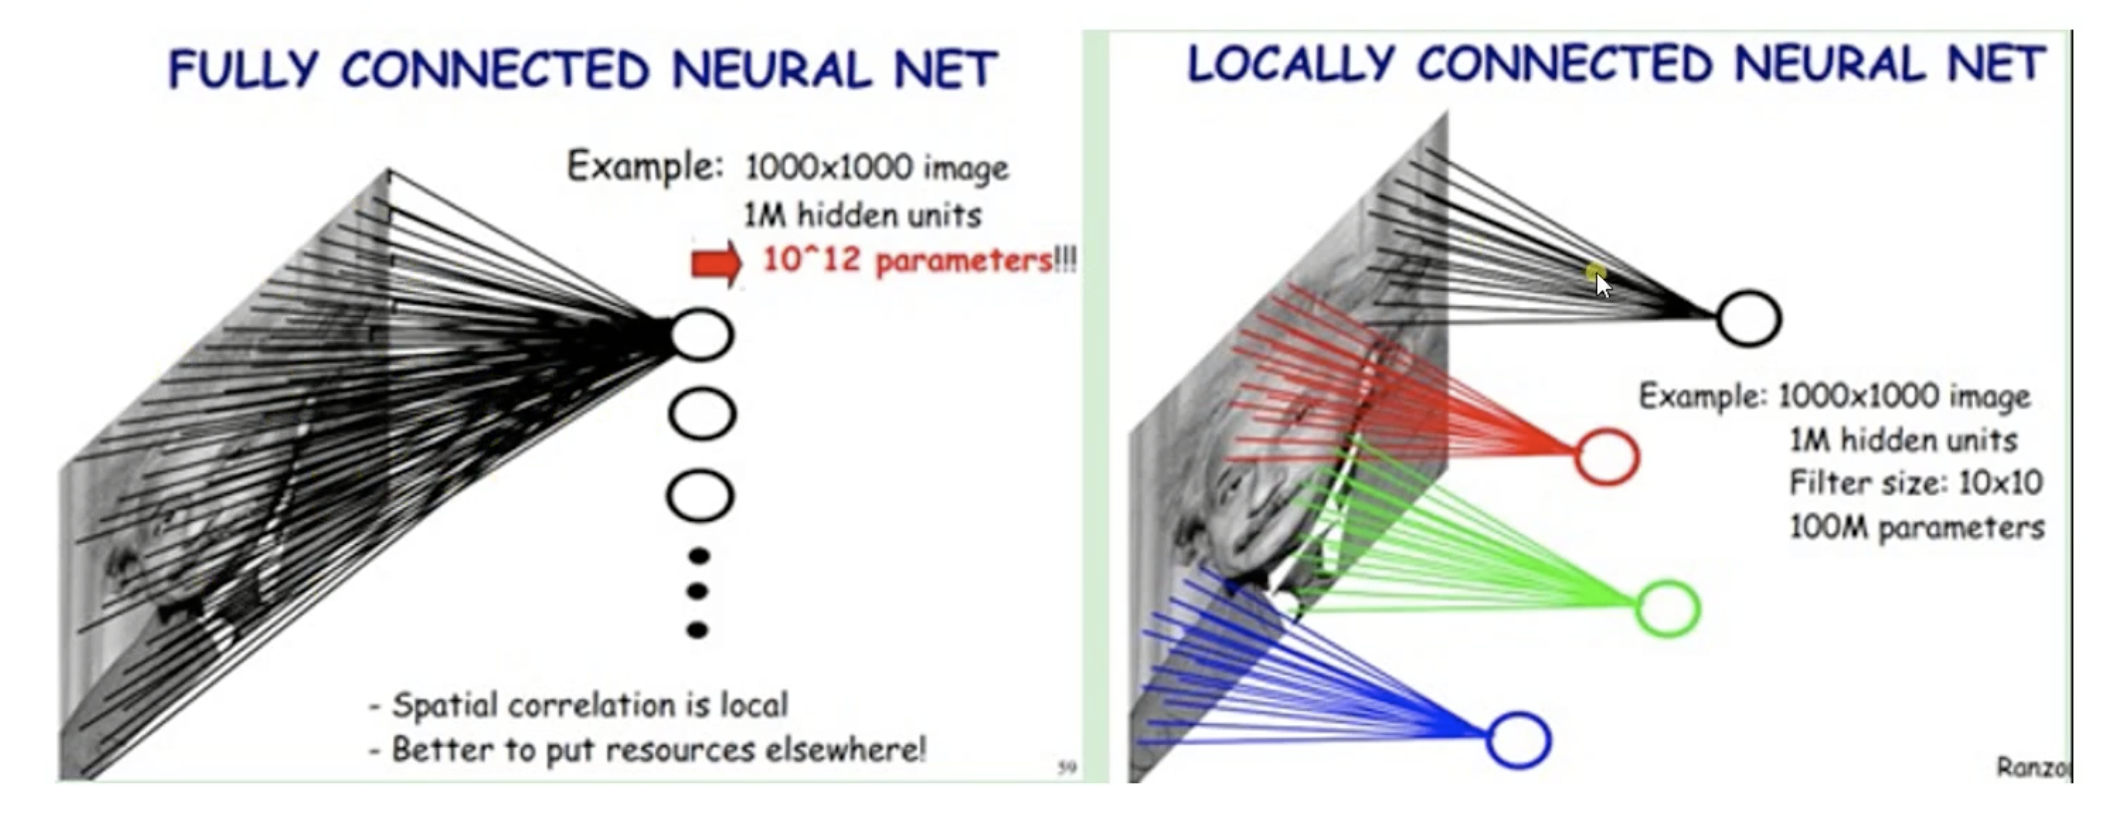 FULLY CONNECTED NEURAL NET
Example: 1000x1000 image
1M hidden units
10^12 parameters!!!
- Spatial correlation is local
- Better to put resources elsewhere!
59
LOCALLY CONNECTED NEURAL NET
Example: 1000x1000 image
1M hidden units
Filter size: 10x10
100M parameters